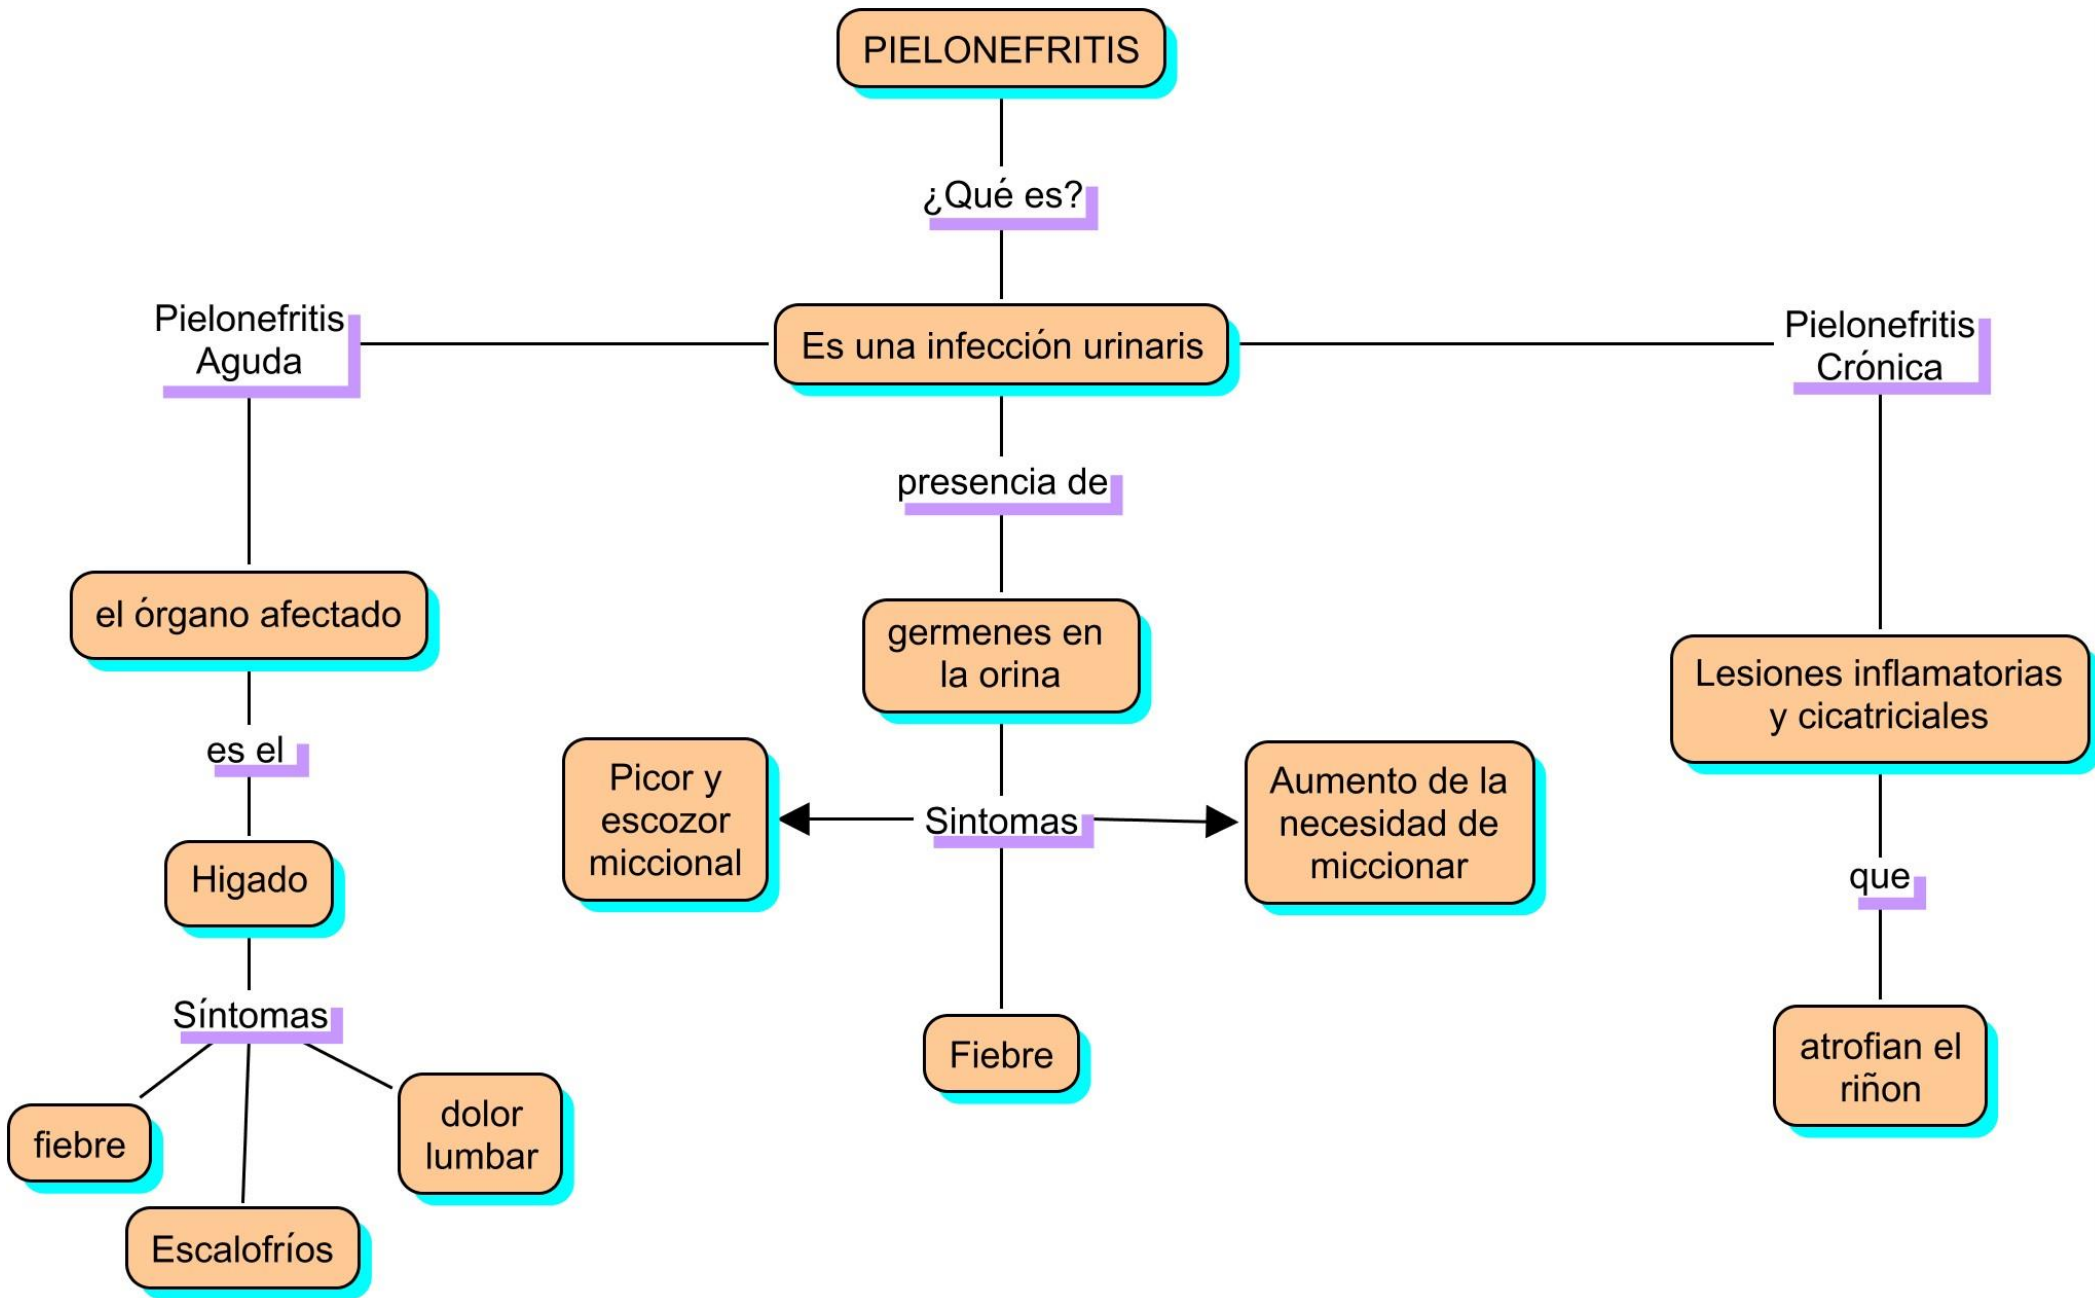 PIELONEFRITIS
¿Qué es?
Pielonefritis
Aguda
Es una infección urinaris
Pielonefritis
Crónica
presencia de
el órgano afectado
germenes en
la orina
Lesiones inflamatorias
y cicatriciales
es el
Picor y
escozor
miccional
Sintomas
Aumento de la
necesidad de
miccionar
Higado
que
Síntomas
Fiebre
atrofian el
riñon
fiebre
dolor
lumbar
Escalofríos